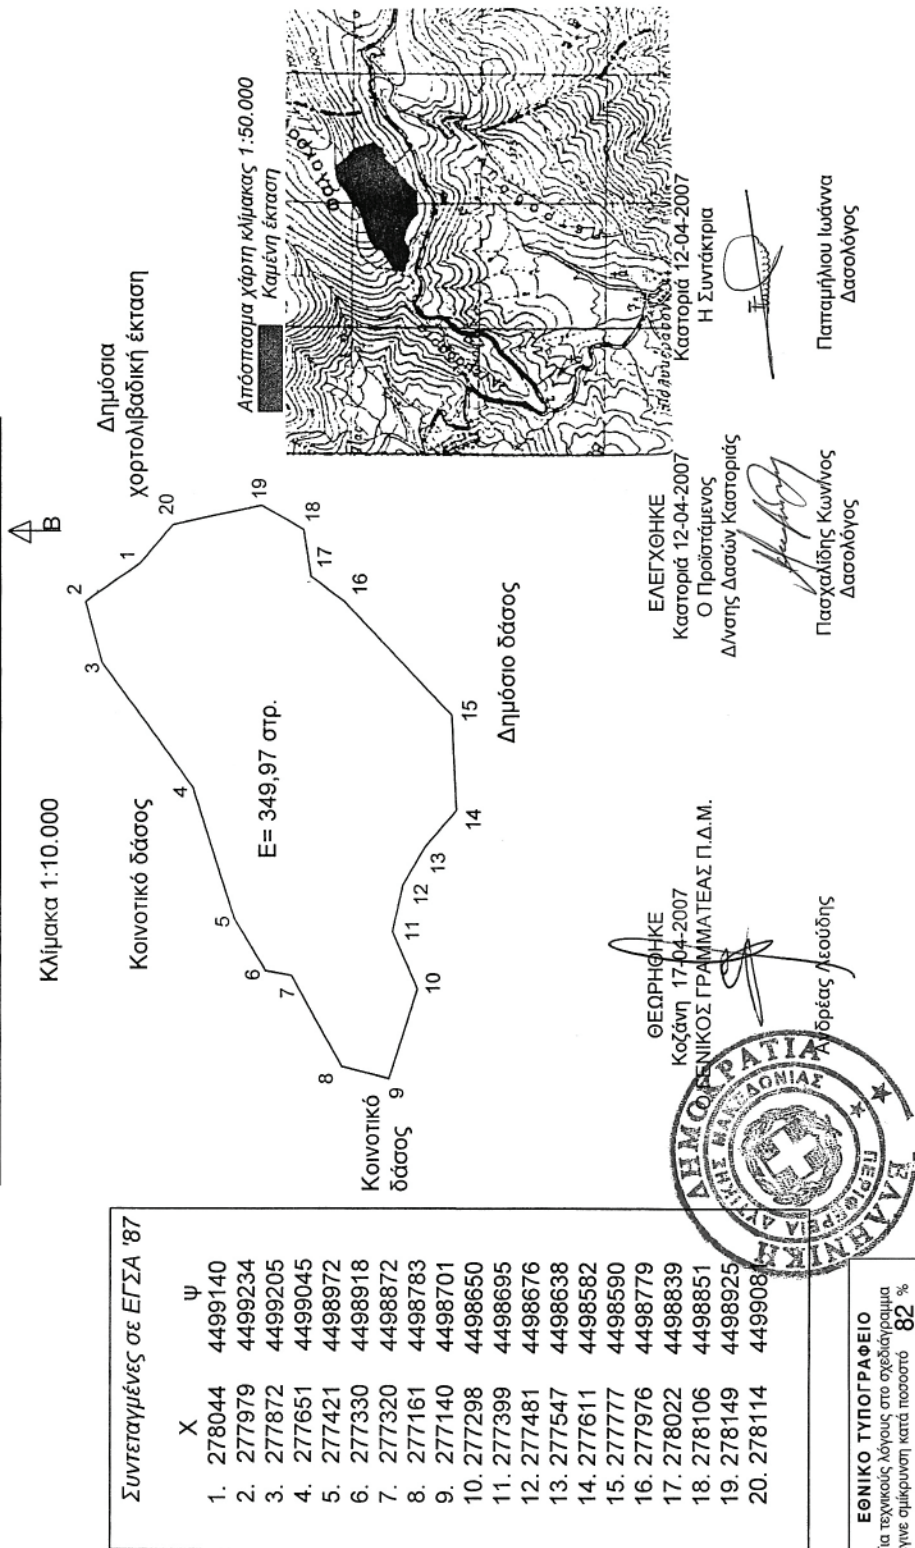 Κλίμακα 1:10.000
Β
Δημόσια
χορτολιβαδική έκταση
Κοινοτικό δάσος
Κοινοτικό
δάσος
Δημόσιο δάσος
E= 349,97 στρ.
1
2
3
4
5
6
7
8
9
10
11
12
13
14
15
16
17
18
19
20
Απόσπασμα χάρτη κλίμακας 1:50.000
Καμένη έκταση
Συντεταγμένες σε ΕΓΣΑ '87
Χ ψ
1. 278044 4499140
2. 277979 4499234
3. 277872 4499205
4. 277651 4499045
5. 277421 4498972
6. 277330 4498918
7. 277320 4498872
8. 277161 4498783
9. 277140 4498701
10. 277298 4498650
11. 277399 4498695
12. 277481 4498676
13. 277547 4498638
14. 277611 4498582
15. 277777 4498590
16. 277976 4498779
17. 278022 4498839
18. 278106 4498851
19. 278149 4498925
20. 278114 449908
ΘΕΩΡΗΘΗΚΕ
Κοζάνη 17-04-2007
Ο ΓΕΝΙΚΟΣ ΓΡΑΜΜΑΤΕΑΣ Π.Δ.Μ.
Ανδρέας Λεούδης
ΕΛΛΗΝΙΚΗ ΔΗΜΟΚΡΑΤΙΑ
ΠΕΡΙΦΕΡΕΙΑ ΔΥΤΙΚΗΣ ΜΑΚΕΔΟΝΙΑΣ
ΕΛΕΓΧΘΗΚΕ
Καστοριά 12-04-2007
Ο Προϊστάμενος
Δ/νσης Δασών Καστοριάς
Πασχαλίδης Κων/νος
Δασολόγος
Καστοριά 12-04-2007
Η Συντάκτρια
Παπαμήλιου Ιωάννα
Δασολόγος
ΕΘΝΙΚΟ ΤΥΠΟΓΡΑΦΕΙΟ
ια τεχνικούς λόγους στο σχεδιάγραμμα
γινε σμίκρυνση κατά ποσοστό 82 %